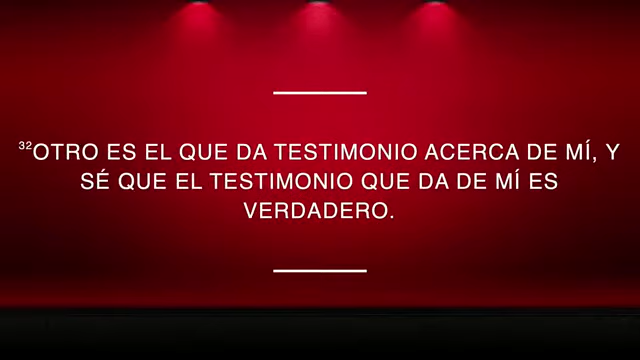 ³²OTRO ES EL QUE DA TESTIMONIO ACERCA DE MÍ, Y
SÉ QUE EL TESTIMONIO QUE DA DE MÍ ES
VERDADERO.